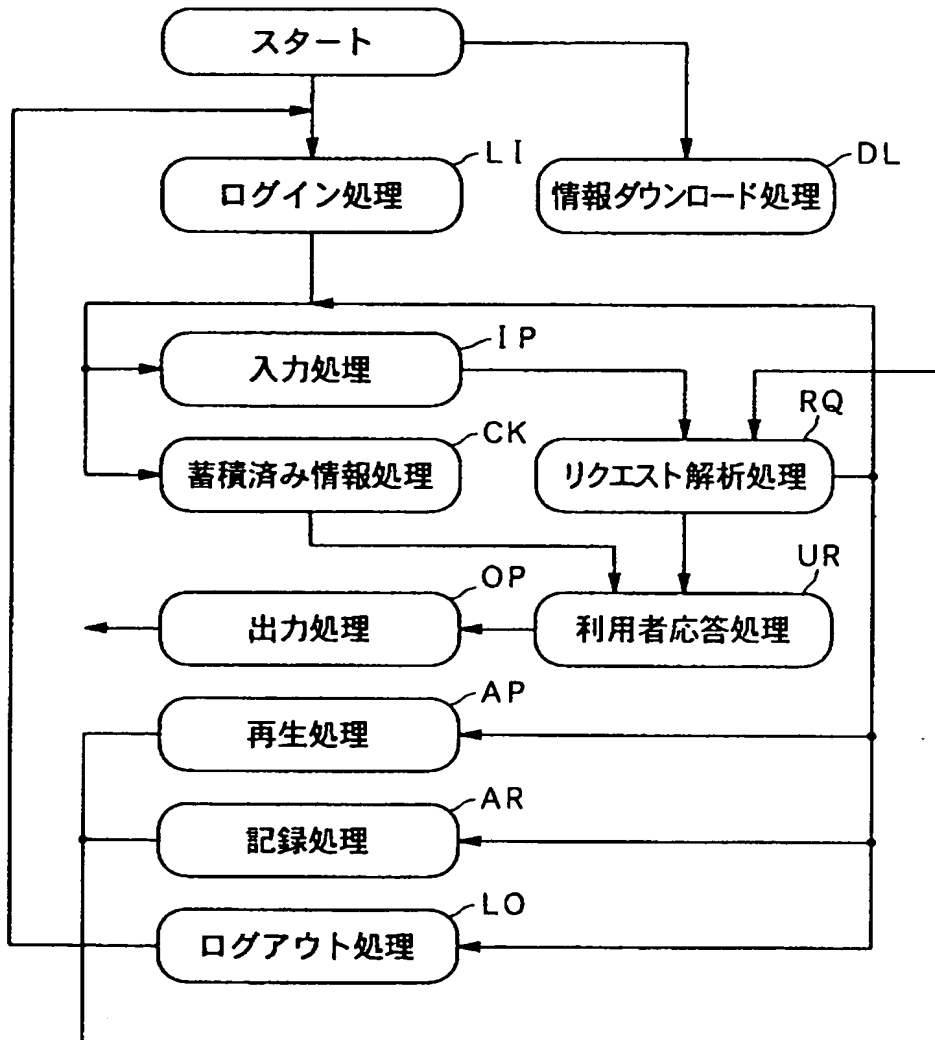 スタート
LI
DL
ログイン処理
情報ダウンロード処理
IP
入力処理
RQ
CK
蓄積済み情報処理
リクエスト解析処理
UR
OP
出力処理
利用者応答処理
AP
再生処理
AR
記録処理
LO
ログアウト処理